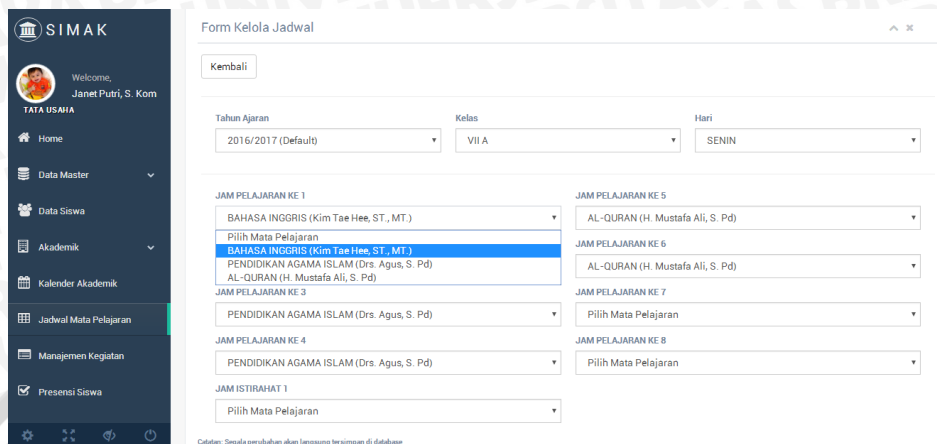 SIMAK
Welcome,
Janet Putri, S. Kom
TATA USAHA
Home
Data Master
Data Siswa
Akademik
Kalender Akademik
Jadwal Mata Pelajaran
Manajemen Kegiatan
Presensi Siswa
Form Kelola Jadwal
Kembali
Tahun Ajaran
2016/2017 (Default)
Kelas
VII A
Hari
SENIN
JAM PELAJARAN KE 1
BAHASA INGGRIS (Kim Tae Hee, ST., MT.)
Pilih Mata Pelajaran
BAHASA INGGRIS (Kim Tae Hee, ST., MT.)
PENDIDIKAN AGAMA ISLAM (Drs. Agus, S. Pd)
AL-QURAN (H. Mustafa Ali, S. Pd)
JAM PELAJARAN KE 3
PENDIDIKAN AGAMA ISLAM (Drs. Agus, S. Pd)
JAM PELAJARAN KE 4
PENDIDIKAN AGAMA ISLAM (Drs. Agus, S. Pd)
JAM ISTIRAHAT 1
Pilih Mata Pelajaran
JAM PELAJARAN KE 5
AL-QURAN (H. Mustafa Ali, S. Pd)
JAM PELAJARAN KE 6
AL-QURAN (H. Mustafa Ali, S. Pd)
JAM PELAJARAN KE 7
Pilih Mata Pelajaran
JAM PELAJARAN KE 8
Pilih Mata Pelajaran
Catatan: Segala perubahan akan langsung tersimpan di database